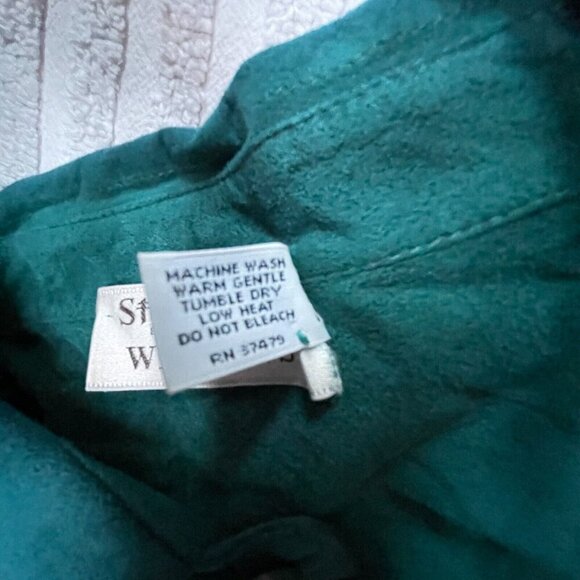 MACHINE WASH
WARM GENTLE
TUMBLE DRY
LOW HEAT
DO NOT BLEACH
RN 37479